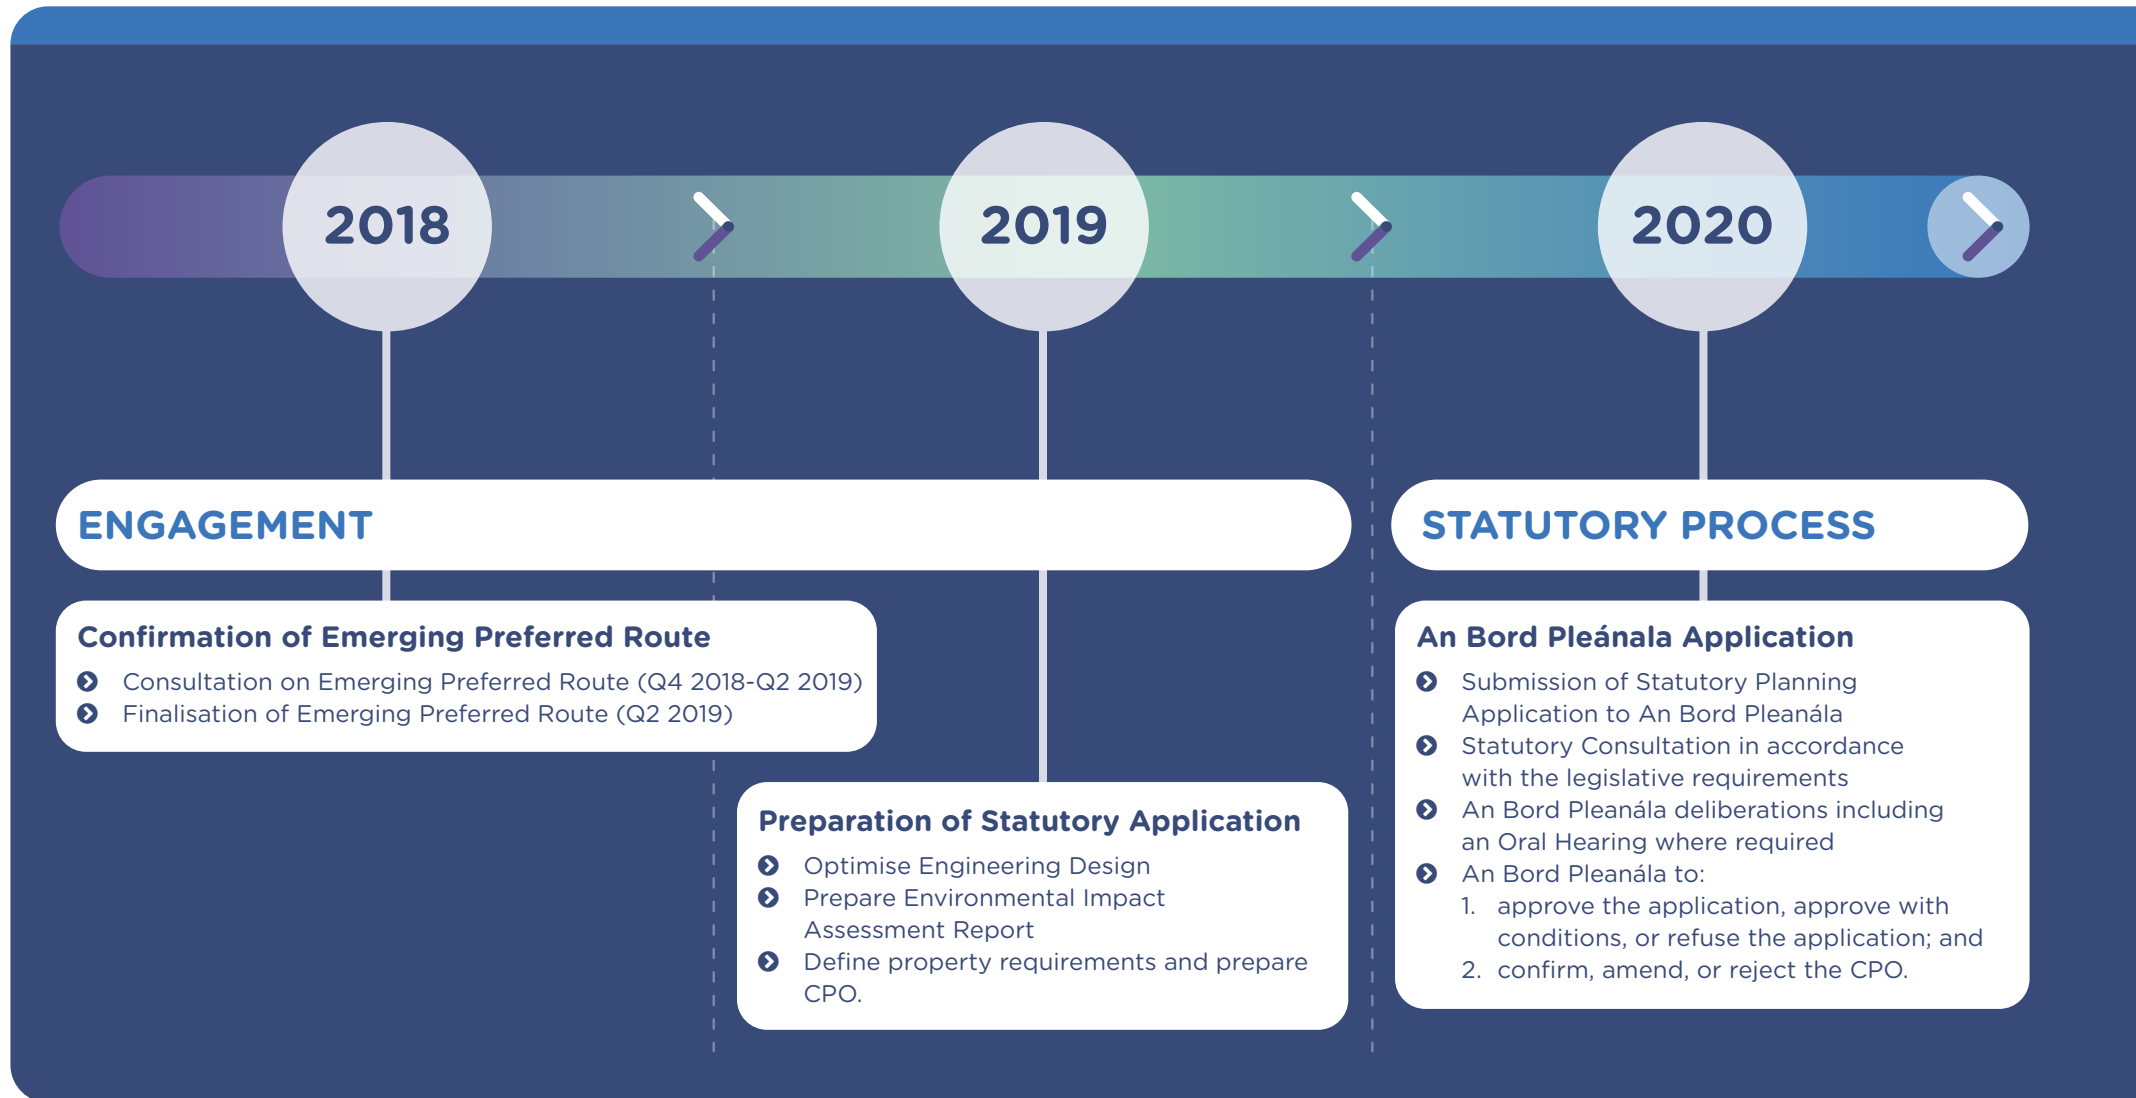 2018
2019
2020
ENGAGEMENT
STATUTORY PROCESS
Confirmation of Emerging Preferred Route
Consultation on Emerging Preferred Route (Q4 2018-Q2 2019)
Finalisation of Emerging Preferred Route (Q2 2019)
Preparation of Statutory Application
Optimise Engineering Design
Prepare Environmental Impact
Assessment Report
Define property requirements and prepare
CPO.
An Bord Pleánala Application
Submission of Statutory Planning
Application to An Bord Pleanála
Statutory Consultation in accordance
with the legislative requirements
An Bord Pleanála deliberations including
an Oral Hearing where required
An Bord Pleanála to:
1. approve the application, approve with
conditions, or refuse the application; and
2. confirm, amend, or reject the CPO.